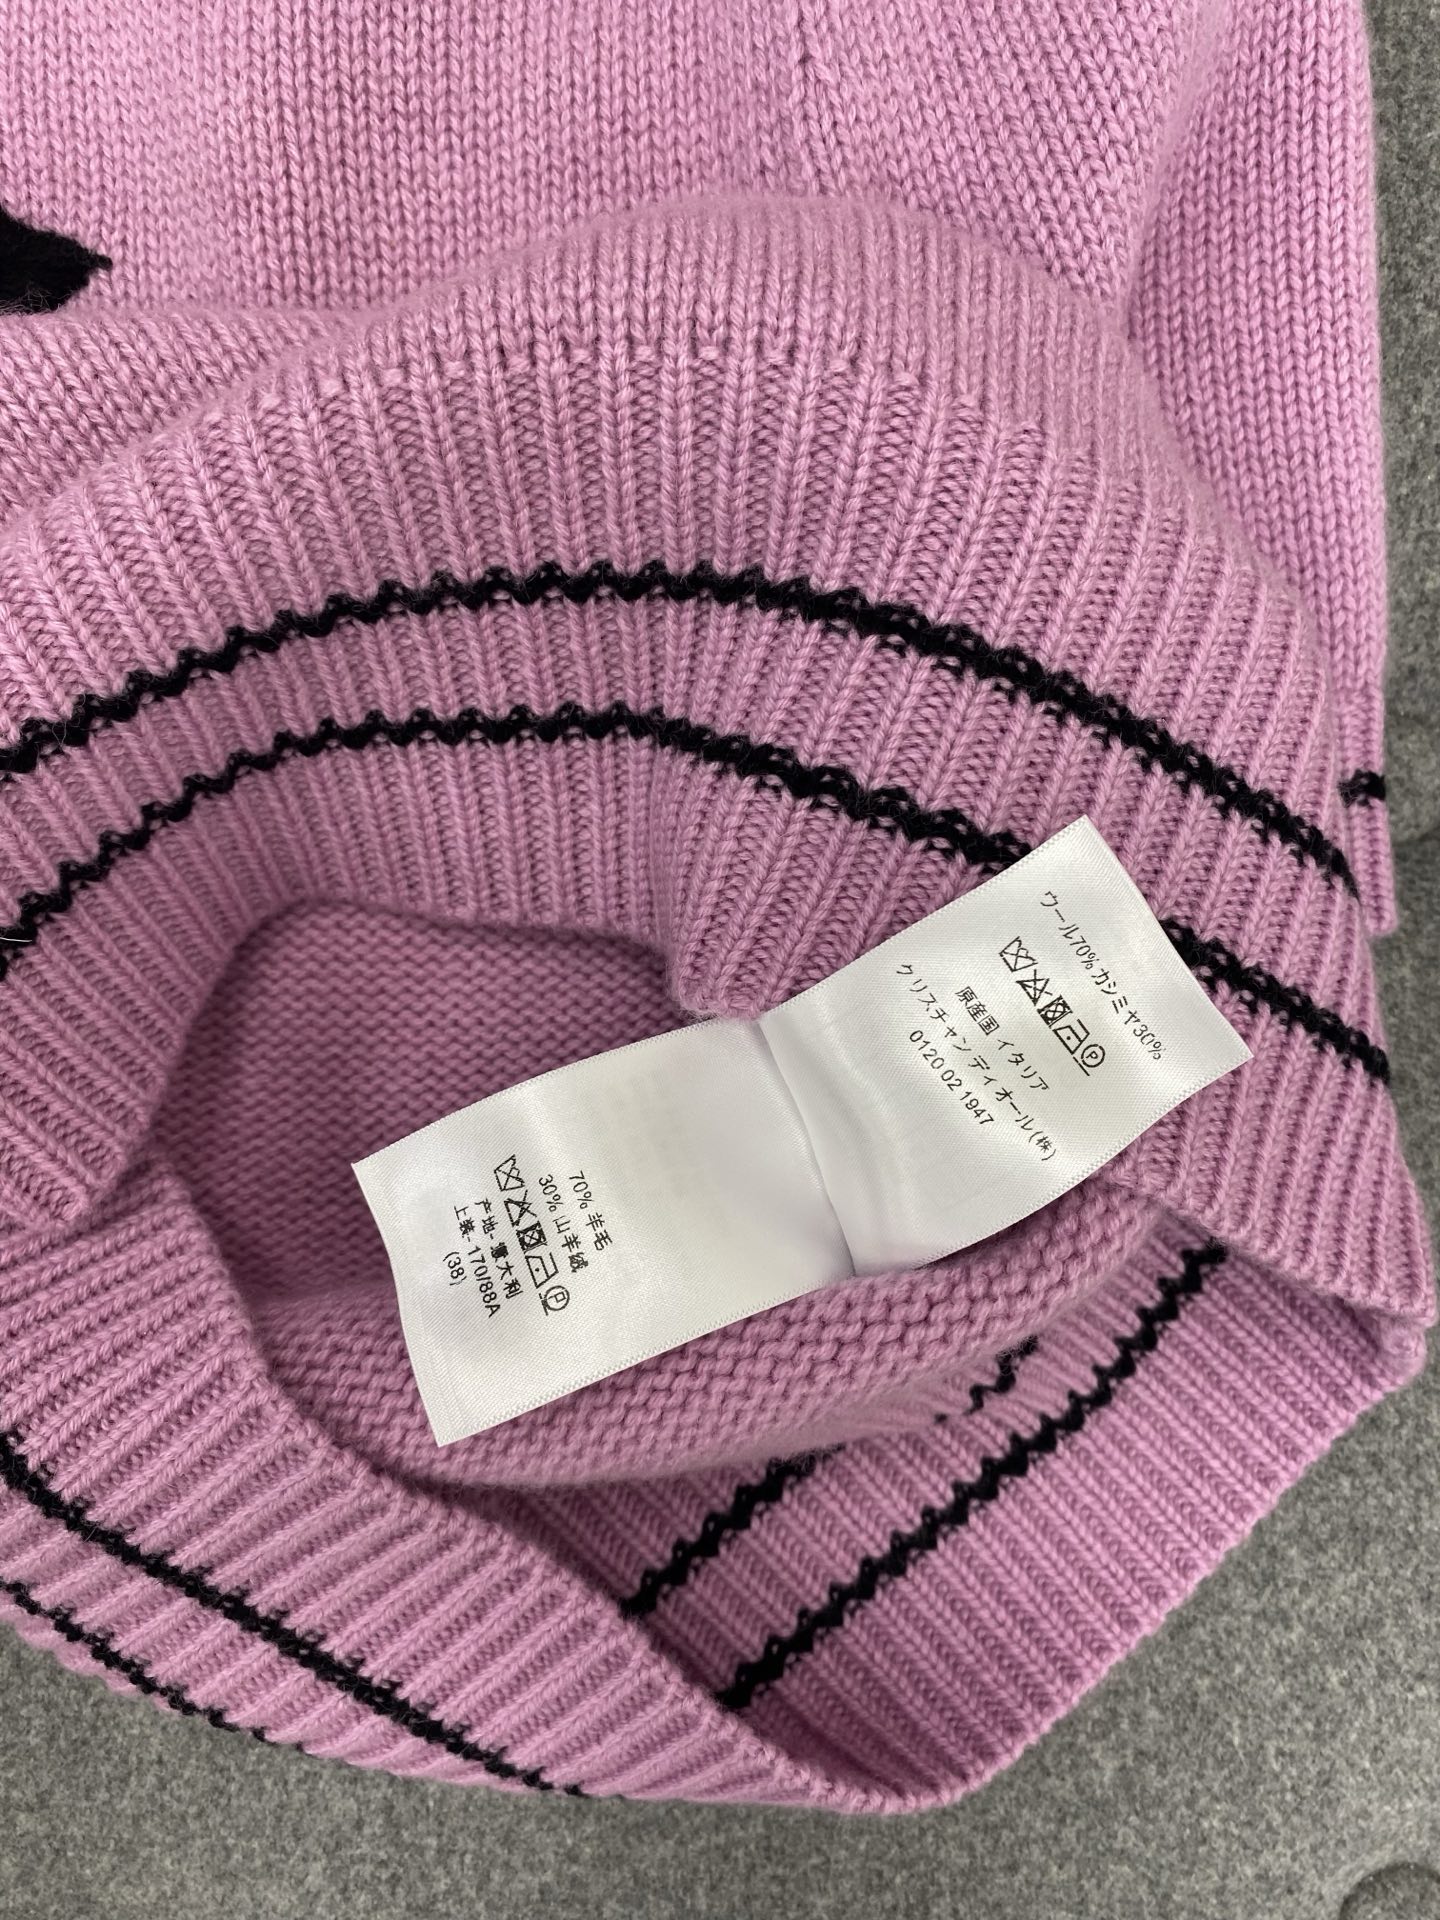 ウール70% カシミヤ30%
原産国 イタリア
クリスチャン ディオール(株)
0120 02 1947
70% 羊毛
30% 山羊绒
产地- 意大利
上装- 170/88A
(38)